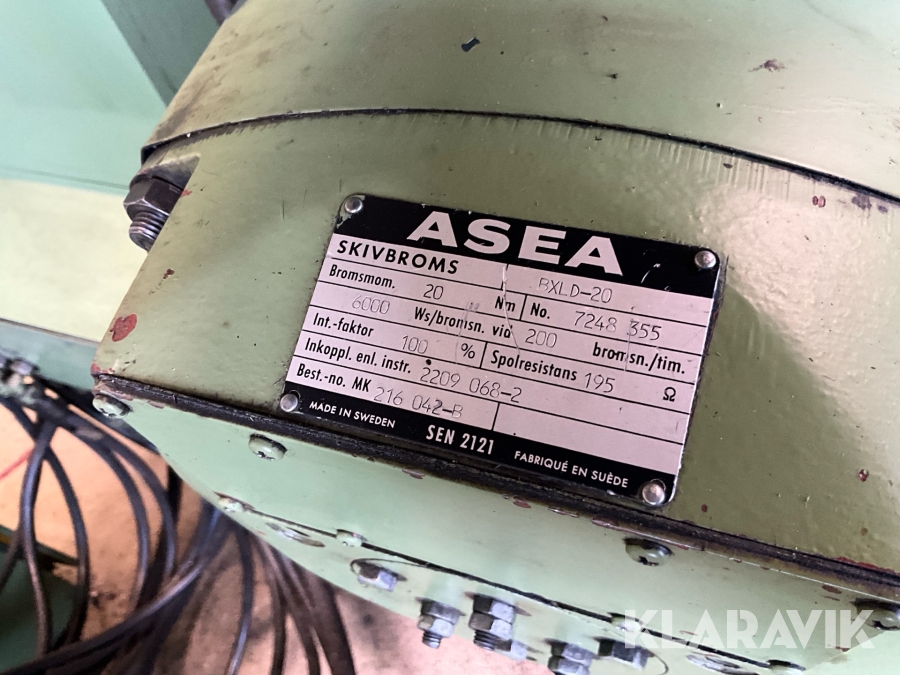 ASEA
SKIVBROMS BXLD-20
Bromsmom. 20 Nm No. 7248 355
6000 Ws/bromsn. vid 200 bromsn./tim.
Int.-faktor 100 % Spolresistans 195 Ω
Inkoppl. enl. instr. 2209 068-2
Best.-no. MK 216 042-B
MADE IN SWEDEN SEN 2121 FABRIQUÉ EN SUÈDE
KLARAVIK